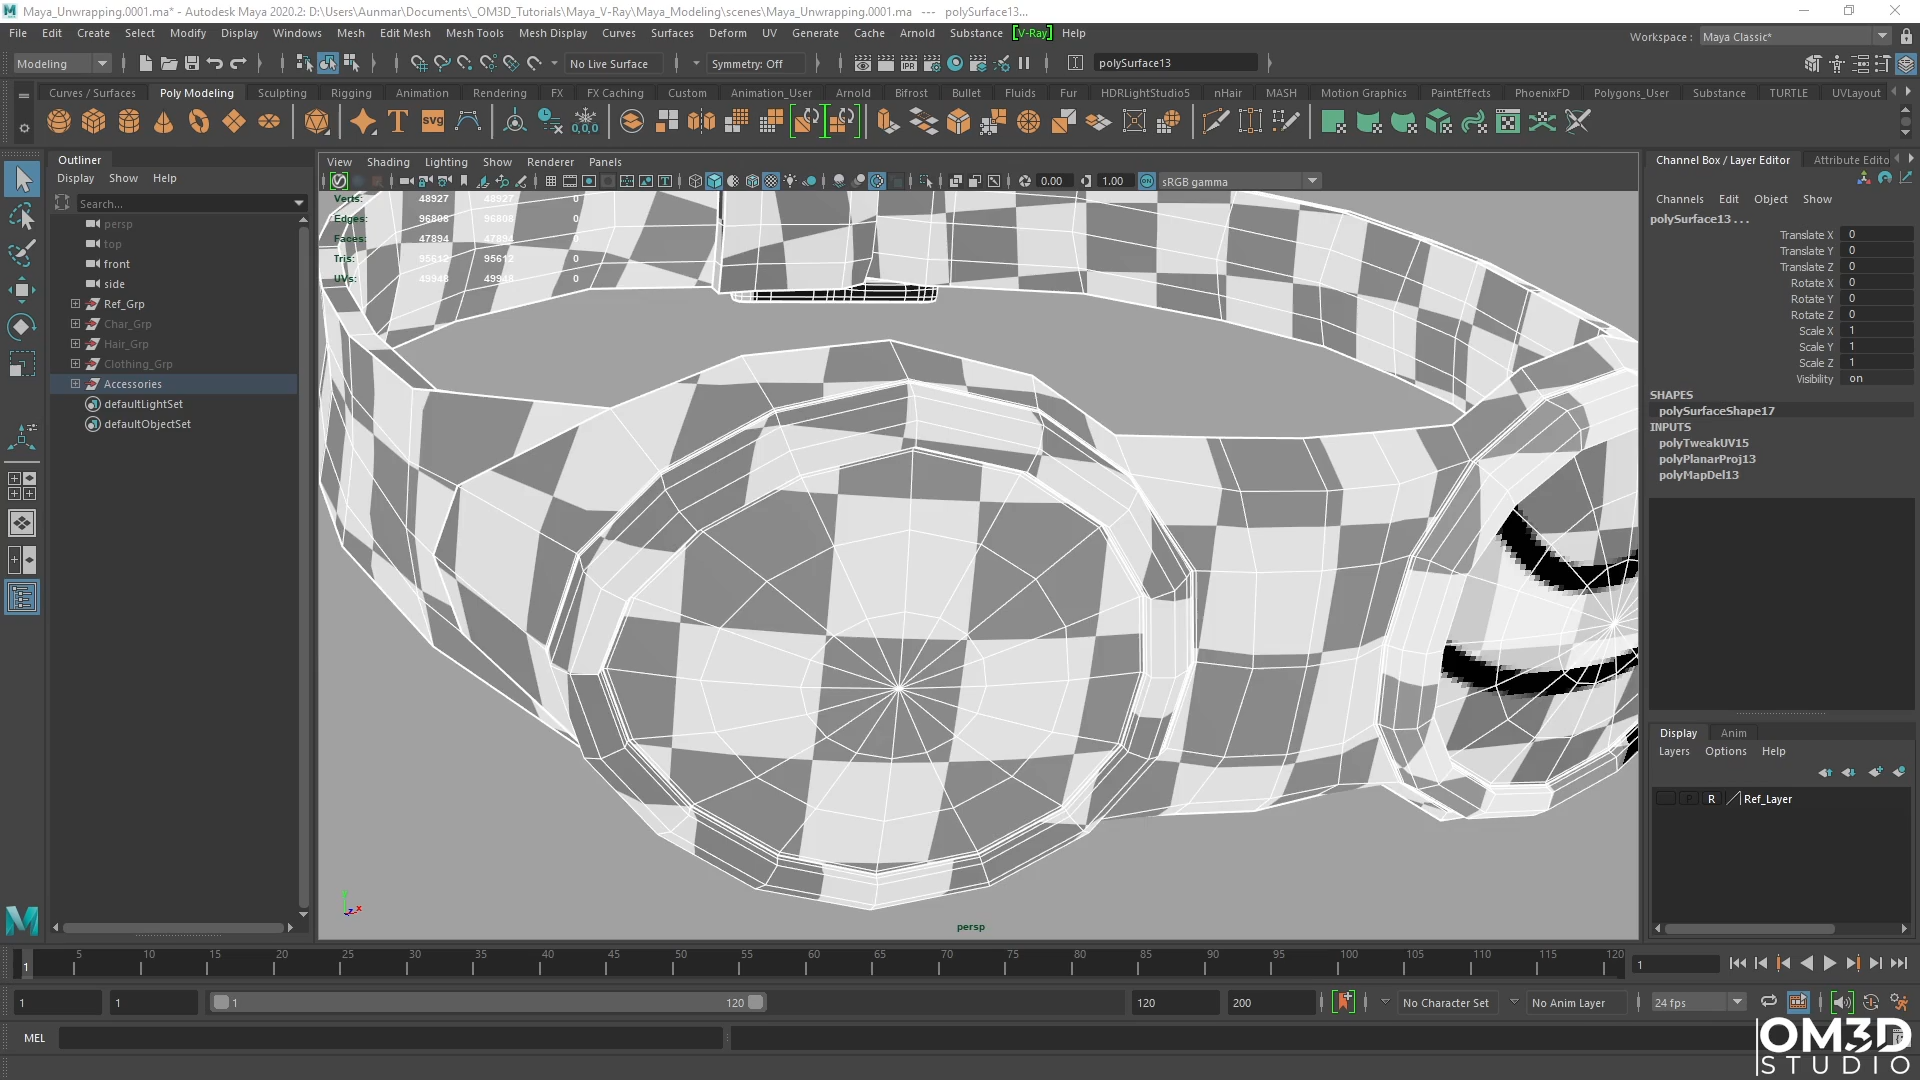 Maya_Unwrapping.0001.ma* - Autodesk Maya 2020.2: D:\Users\Aunmar\Documents\_OM3D_Tutorials\Maya_V-Ray\Maya_Modeling\scenes\Maya_Unwrapping.0001.ma --- polySurface13...
File Edit Create Select Modify Display Windows Mesh Edit Mesh Mesh Tools Mesh Display Curves Surfaces Deform UV Generate Cache Arnold Substance [V-Ray] Help
Workspace : Maya Classic*
Modeling No Live Surface Symmetry: Off IPR polySurface13
Curves / Surfaces Poly Modeling Sculpting Rigging Animation Rendering FX FX Caching Custom Animation_User Arnold Bifrost Bullet Fluids Fur HDRLightStudio5 nHair MASH Motion Graphics PaintEffects PhoenixFD Polygons_User Substance TURTLE UVLayout
T SVG 0,0,0
Outliner
Display Show Help
Search...
persp
top
front
side
Ref_Grp
Char_Grp
Hair_Grp
Clothing_Grp
Accessories
defaultLightSet
defaultObjectSet
View Shading Lighting Show Renderer Panels
0.00 1.00 ON sRGB gamma
Verts: 48927 48927 0
Edges: 96808 96808 0
Faces: 47894 47894 0
Tris: 95612 95612 0
UVs: 49948 49948 0
y
z x
persp
Channel Box / Layer Editor Attribute Edito
Channels Edit Object Show
polySurface13 . . .
Translate X 0
Translate Y 0
Translate Z 0
Rotate X 0
Rotate Y 0
Rotate Z 0
Scale X 1
Scale Y 1
Scale Z 1
Visibility on
SHAPES
polySurfaceShape17
INPUTS
polyTweakUV15
polyPlanarProj13
polyMapDel13
Display Anim
Layers Options Help
P R Ref_Layer
1 5 10 15 20 25 30 35 40 45 50 55 60 65 70 75 80 85 90 95 100 105 110 115 120 1
1 1 1 120 120 200 No Character Set No Anim Layer 24 fps
MEL
OM3D
STUDIO